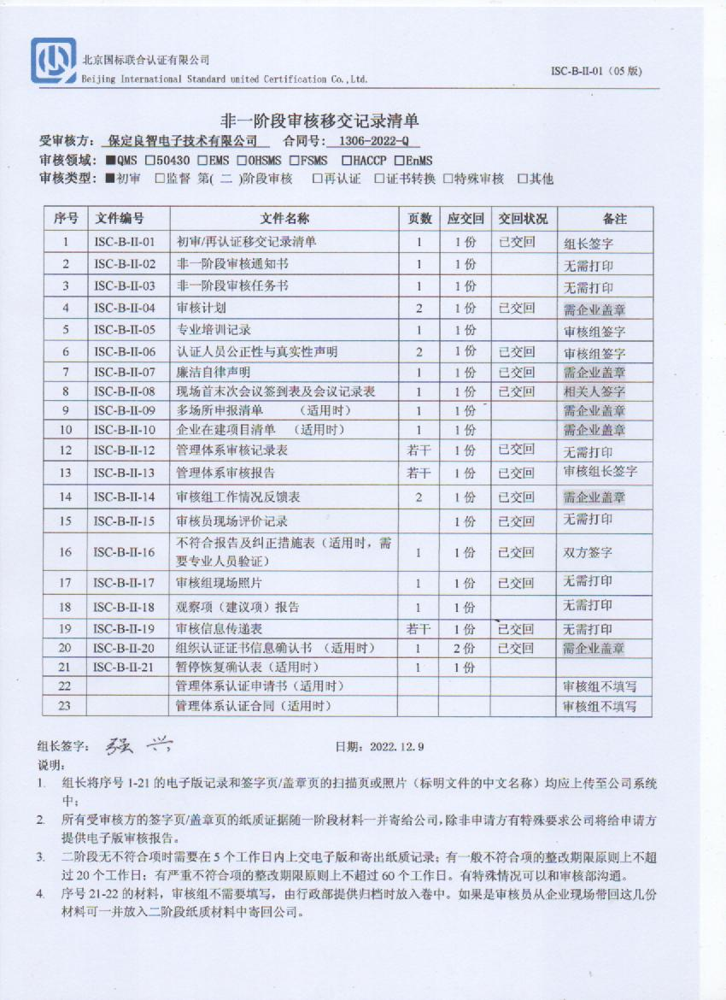 北京国标联合认证有限公司
Beijing International Standard united Certification Co.,Ltd.
ISC-B-II-01（05版）
非一阶段审核移交记录清单
受审核方： 保定良智电子技术有限公司 合同号： 1306-2022-Q
审核领域：■QMS □50430 □EMS □OHSMS □FSMS □HACCP □EnMS
审核类型：■初审 □监督 第( 二 )阶段审核 □再认证 □证书转换 □特殊审核 □其他
序号 文件编号 文件名称 页数 应交回 交回状况 备注
1 ISC-B-II-01 初审/再认证移交记录清单 1 1份 已交回 组长签字
2 ISC-B-II-02 非一阶段审核通知书 1 1份 无需打印
3 ISC-B-II-03 非一阶段审核任务书 1 1份 无需打印
4 ISC-B-II-04 审核计划 2 1份 已交回 需企业盖章
5 ISC-B-II-05 专业培训记录 1 1份 审核组签字
6 ISC-B-II-06 认证人员公正性与真实性声明 2 1份 已交回 审核组签字
7 ISC-B-II-07 廉洁自律声明 1 1份 已交回 需企业盖章
8 ISC-B-II-08 现场首末次会议签到表及会议记录表 1 1份 已交回 相关人签字
9 ISC-B-II-09 多场所申报清单 （适用时） 1 1份 需企业盖章
10 ISC-B-II-10 企业在建项目清单 （适用时） 1 1份 需企业盖章
12 ISC-B-II-12 管理体系审核记录表 若干 1份 已交回 无需打印
13 ISC-B-II-13 管理体系审核报告 若干 1份 已交回 审核组长签字
14 ISC-B-II-14 审核组工作情况反馈表 2 1份 已交回 需企业盖章
15 ISC-B-II-15 审核员现场评价记录 1份 已交回 无需打印
16 ISC-B-II-16 不符合报告及纠正措施表（适用时，需 1 1份 已交回 双方签字
要专业人员验证）
17 ISC-B-II-17 审核组现场照片 1 1份 已交回 无需打印
18 ISC-B-II-18 观察项（建议项）报告 1 1份 无需打印
19 ISC-B-II-19 审核信息传递表 若干 1份 已交回 无需打印
20 ISC-B-II-20 组织认证证书信息确认书 （适用时） 1 2份 已交回 需企业盖章
21 ISC-B-II-21 暂停恢复确认表（适用时） 1 1份
22 管理体系认证申请书（适用时） 审核组不填写
23 管理体系认证合同（适用时） 审核组不填写
组长签字： 强兴 日期：2022.12.9
说明：
1. 组长将序号1-21的电子版记录和签字页/盖章页的扫描页或照片（标明文件的中文名称）均应上传至公司系统
中；
2. 所有受审核方的签字页/盖章页的纸质证据随一阶段材料一并寄给公司，除非申请方有特殊要求公司将给申请方
提供电子版审核报告。
3. 二阶段无不符合项时需要在5个工作日内上交电子版和寄出纸质记录；有一般不符合项的整改期限原则上不超
过20个工作日；有严重不符合项的整改期限原则上不超过60个工作日。有特殊情况可以和审核部沟通。
4. 序号21-22的材料，审核组不需要填写，由行政部提供归档时放入卷中。如果是审核员从企业现场带回这几份
材料可一并放入二阶段纸质材料中寄回公司。